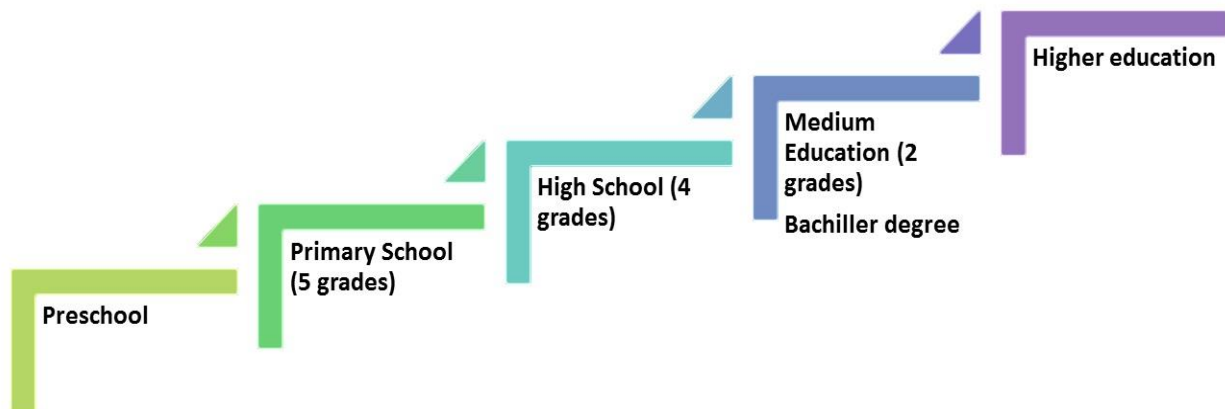 Preschool
Primary School
(5 grades)
High School (4
grades)
Medium
Education (2
grades)
Bachiller degree
Higher education